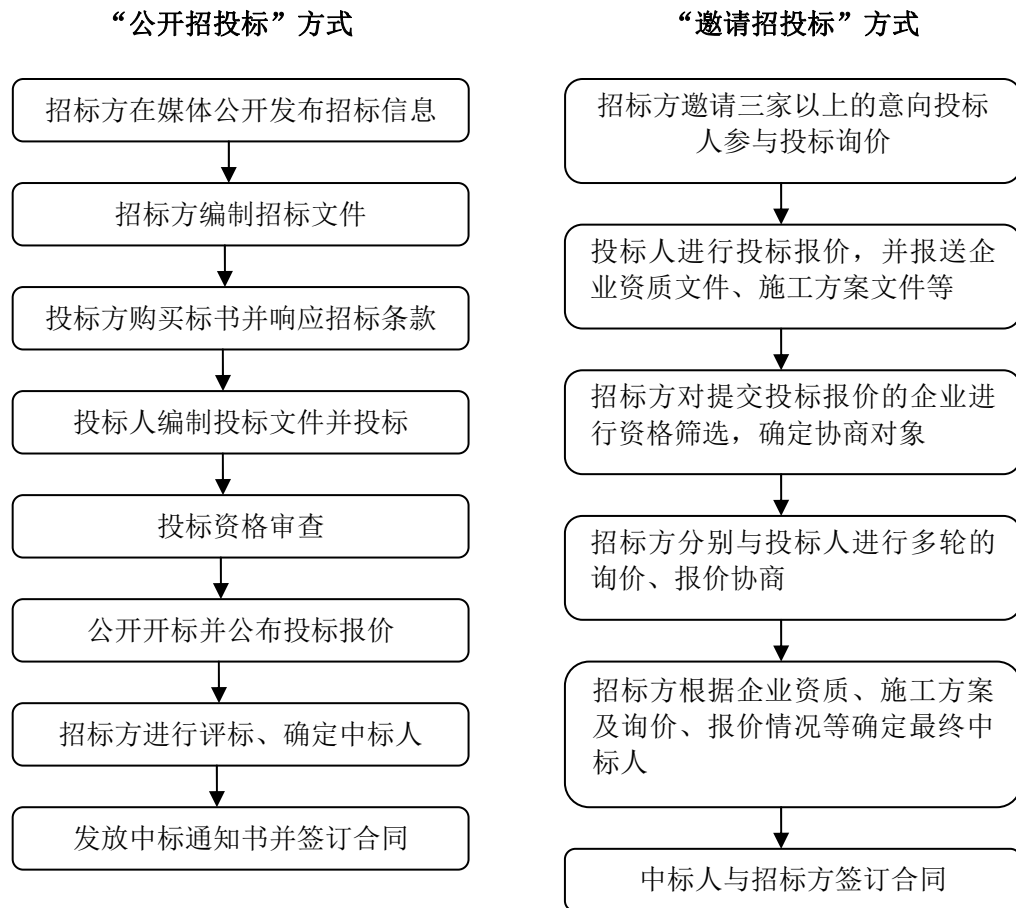 “公开招投标”方式
招标方在媒体公开发布招标信息
招标方编制招标文件
投标方购买标书并响应招标条款
投标人编制投标文件并投标
投标资格审查
公开开标并公布投标报价
招标方进行评标、确定中标人
发放中标通知书并签订合同
“邀请招投标”方式
招标方邀请三家以上的意向投标
人参与投标询价
投标人进行投标报价，并报送企
业资质文件、施工方案文件等
招标方对提交投标报价的企业进
行资格筛选，确定协商对象
招标方分别与投标人进行多轮的
询价、报价协商
招标方根据企业资质、施工方案
及询价、报价情况等确定最终中
标人
中标人与招标方签订合同